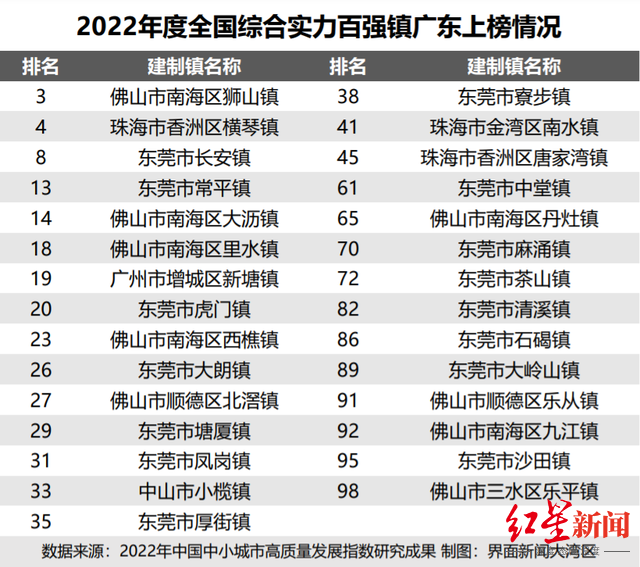 2022年度全国综合实力百强镇广东上榜情况
排名 建制镇名称 排名 建制镇名称
3 佛山市南海区狮山镇 38 东莞市寮步镇
4 珠海市香洲区横琴镇 41 珠海市金湾区南水镇
8 东莞市长安镇 45 珠海市香洲区唐家湾镇
13 东莞市常平镇 61 东莞市中堂镇
14 佛山市南海区大沥镇 65 佛山市南海区丹灶镇
18 佛山市南海区里水镇 70 东莞市麻涌镇
19 广州市增城区新塘镇 72 东莞市茶山镇
20 东莞市虎门镇 82 东莞市清溪镇
23 佛山市南海区西樵镇 86 东莞市石碣镇
26 东莞市大朗镇 89 东莞市大岭山镇
27 佛山市顺德区北滘镇 91 佛山市顺德区乐从镇
29 东莞市塘厦镇 92 佛山市南海区九江镇
31 东莞市凤岗镇 95 东莞市沙田镇
33 中山市小榄镇 98 佛山市三水区乐平镇
35 东莞市厚街镇
红星新闻
数据来源：2022年中国中小城市高质量发展指数研究成果 制图：界面新闻大湾区